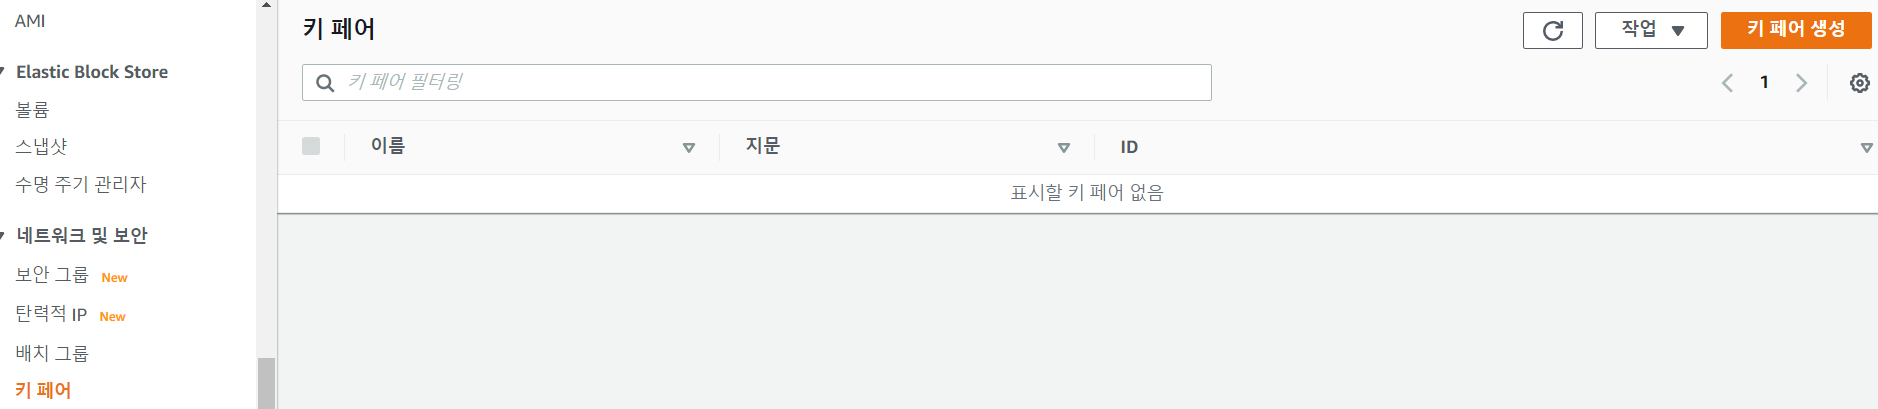 AMI
Elastic Block Store
볼륨
스냅샷
수명 주기 관리자
네트워크 및 보안
보안 그룹 New
탄력적 IP New
배치 그룹
키 페어
키 페어
작업
키 페어 생성
키 페어 필터링
1
이름 지문 ID
표시할 키 페어 없음